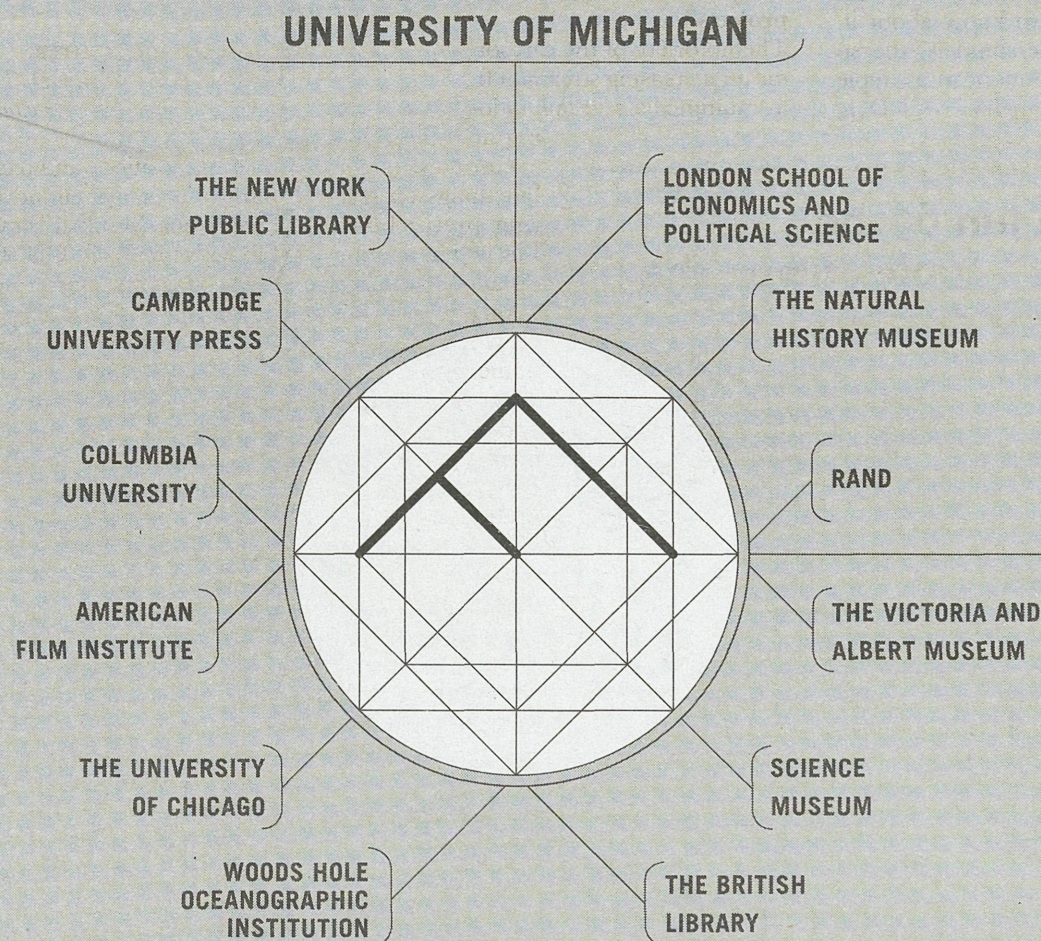 UNIVERSITY OF MICHIGAN
THE NEW YORK
PUBLIC LIBRARY
LONDON SCHOOL OF
ECONOMICS AND
POLITICAL SCIENCE
CAMBRIDGE
UNIVERSITY PRESS
THE NATURAL
HISTORY MUSEUM
COLUMBIA
UNIVERSITY
RAND
AMERICAN
FILM INSTITUTE
THE VICTORIA AND
ALBERT MUSEUM
THE UNIVERSITY
OF CHICAGO
SCIENCE
MUSEUM
WOODS HOLE
OCEANOGRAPHIC
INSTITUTION
THE BRITISH
LIBRARY